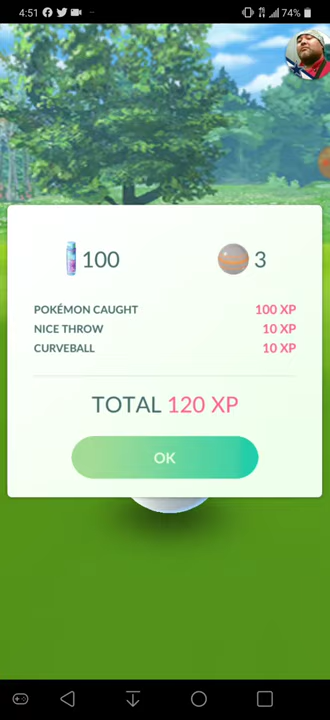 4:51
74%
100
3
POKÉMON CAUGHT 100 XP
NICE THROW 10 XP
CURVEBALL 10 XP
TOTAL 120 XP
OK